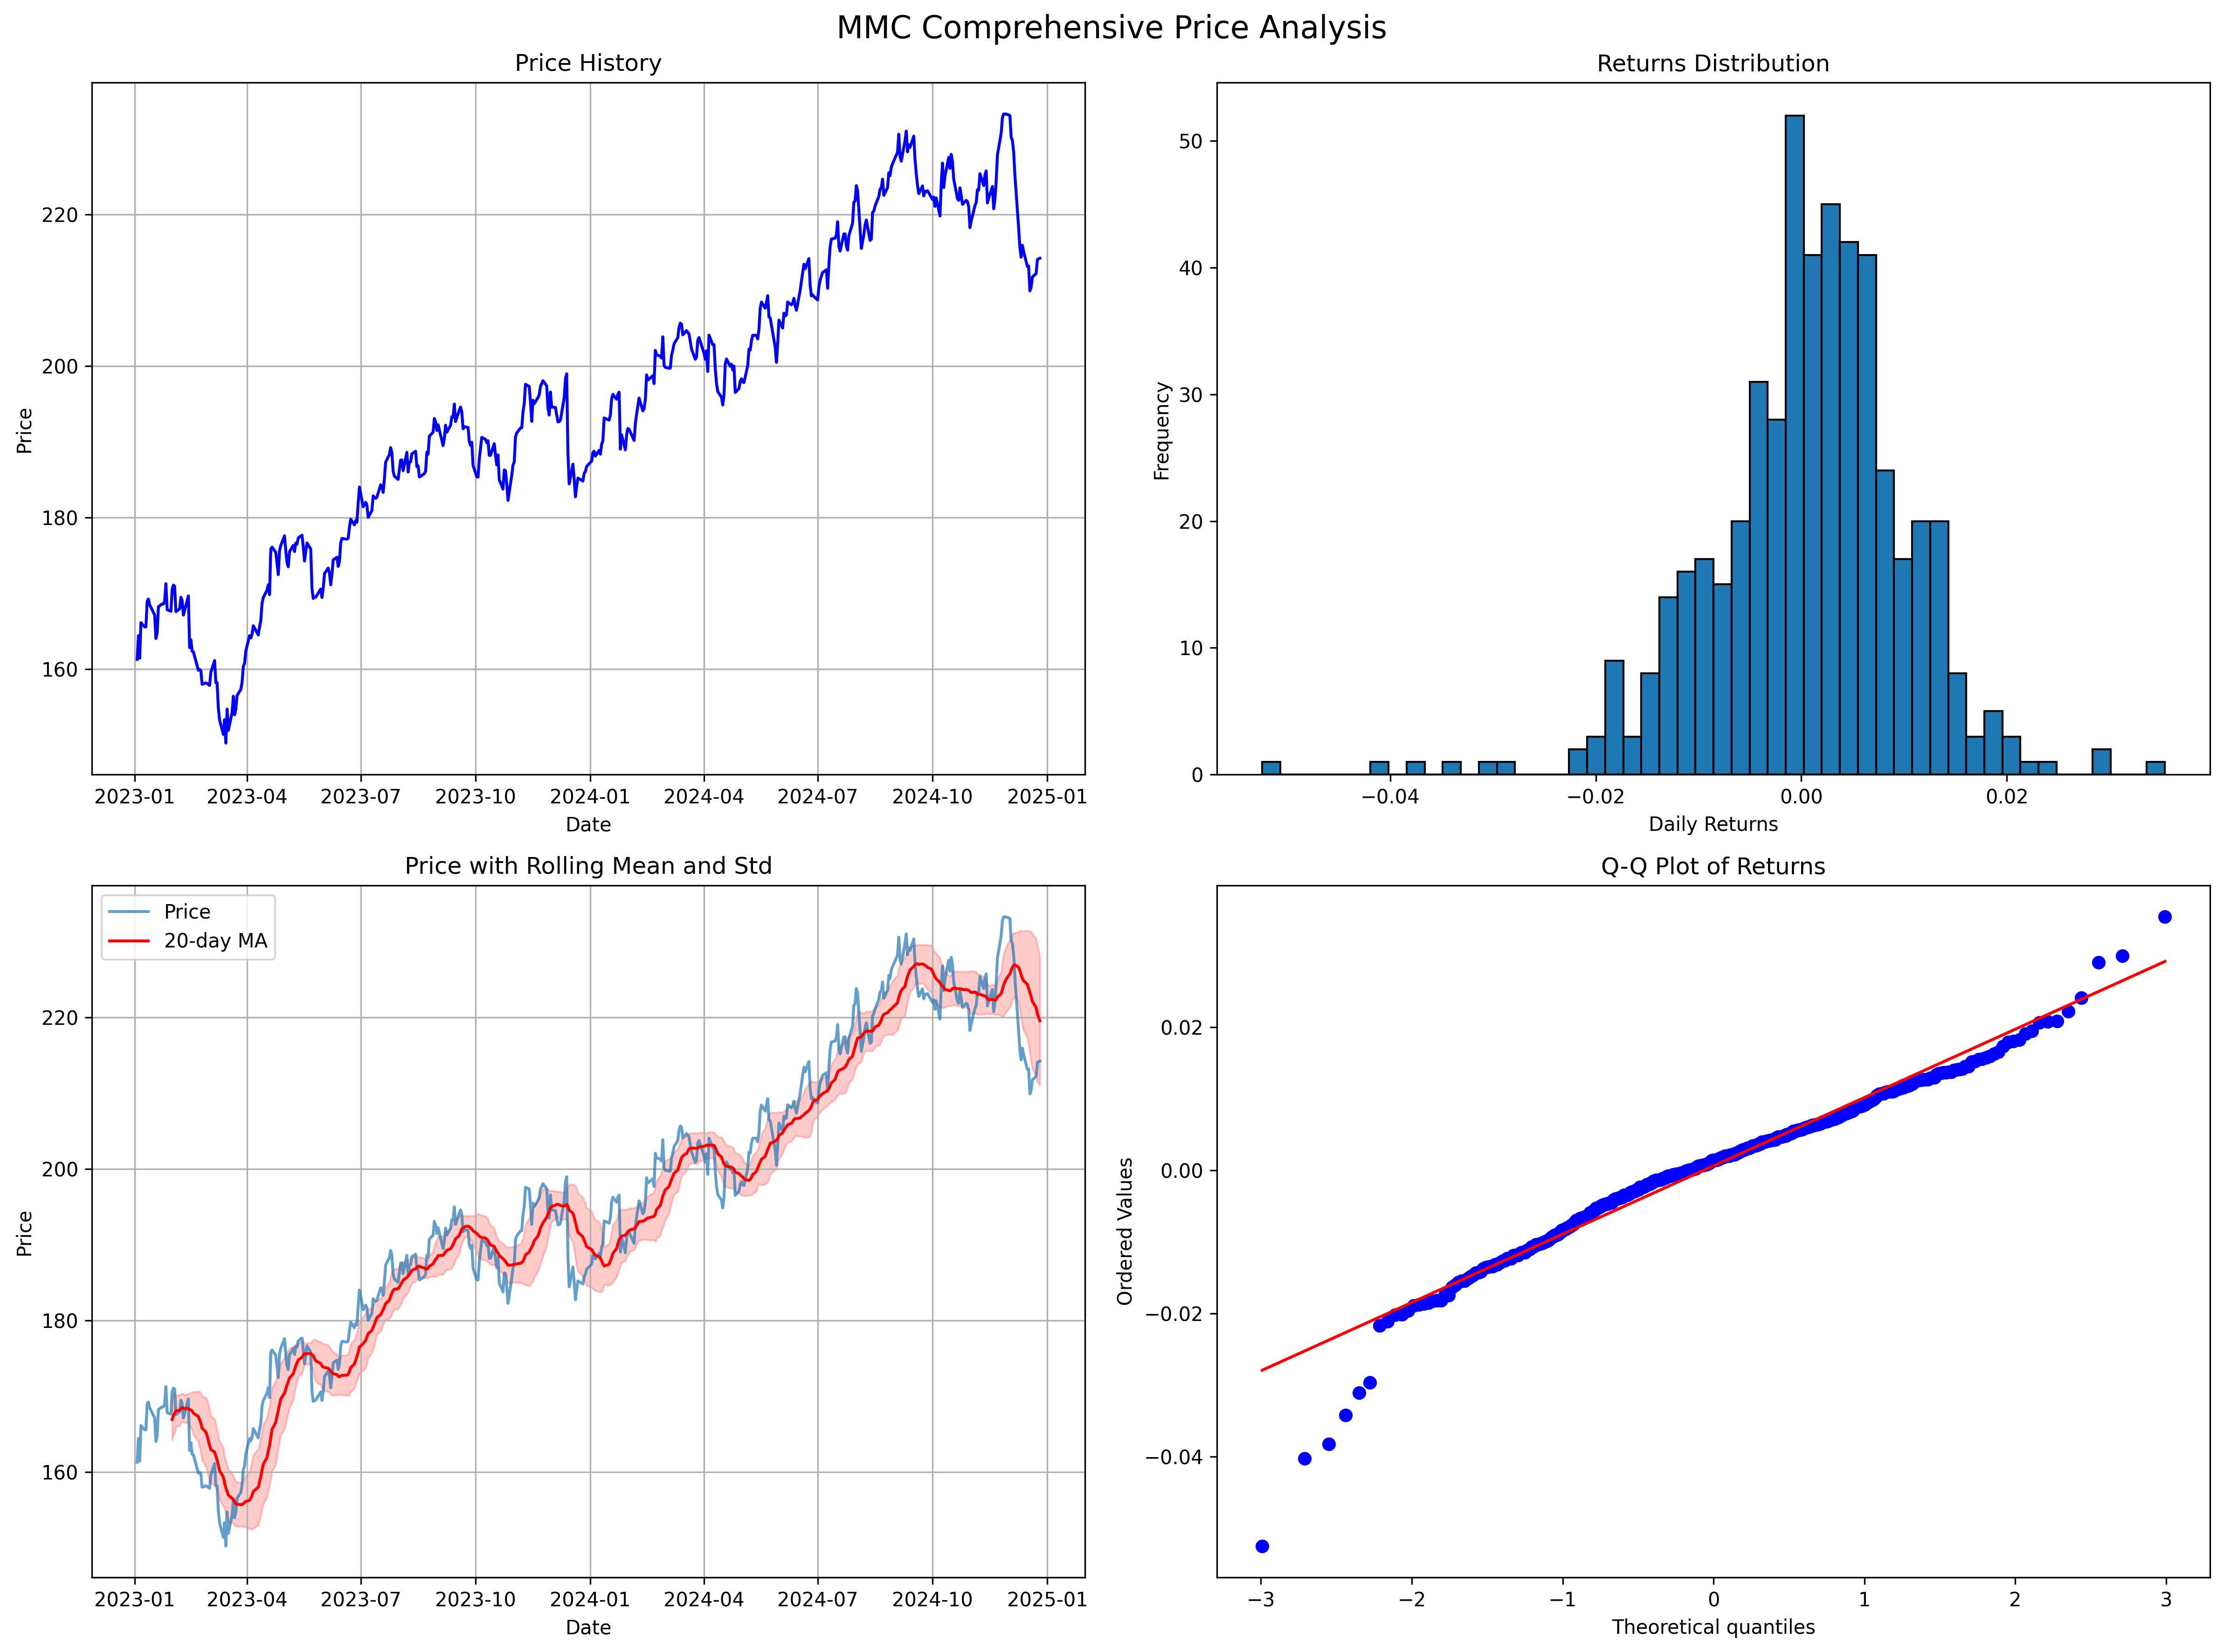 MMC Comprehensive Price Analysis
Price History
220
200
180
160
Price
2023-01 2023-04 2023-07 2023-10 2024-01 2024-04 2024-07 2024-10 2025-01
Date
Returns Distribution
50
40
30
20
10
0
Frequency
−0.04 −0.02 0.00 0.02
Daily Returns
Price with Rolling Mean and Std
Price
20-day MA
220
200
180
160
Price
2023-01 2023-04 2023-07 2023-10 2024-01 2024-04 2024-07 2024-10 2025-01
Date
Q-Q Plot of Returns
0.02
0.00
−0.02
−0.04
Ordered Values
−3 −2 −1 0 1 2 3
Theoretical quantiles